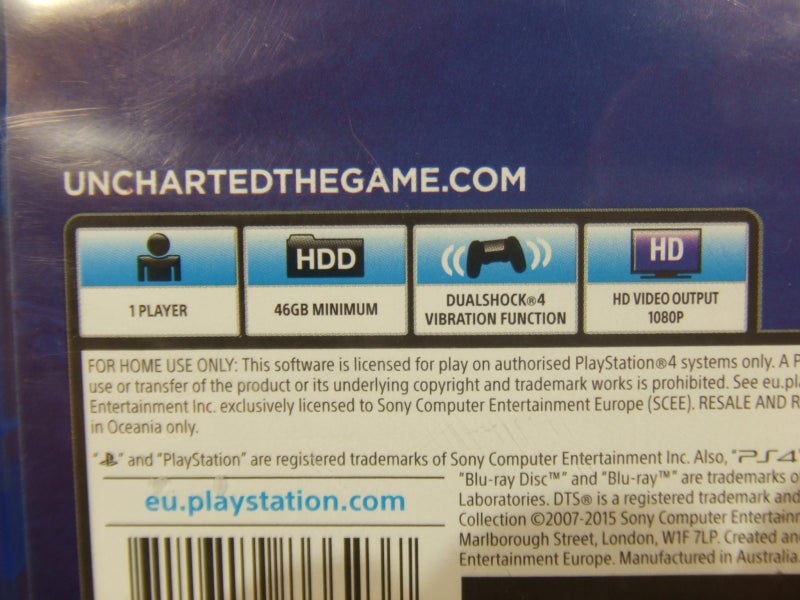 UNCHARTEDTHEGAME.COM
HDD
HD
1 PLAYER
46GB MINIMUM
DUALSHOCK®4
VIBRATION FUNCTION
HD VIDEO OUTPUT
1080P
FOR HOME USE ONLY: This software is licensed for play on authorised PlayStation®4 systems only. A P
use or transfer of the product or its underlying copyright and trademark works is prohibited. See eu.pla
Entertainment Inc. exclusively licensed to Sony Computer Entertainment Europe (SCEE). RESALE AND R
in Oceania only.
" " and "PlayStation" are registered trademarks of Sony Computer Entertainment Inc. Also, "PS4"
"Blu-ray Disc™" and "Blu-ray™" are trademarks o
Laboratories. DTS® is a registered trademark and
Collection ©2007-2015 Sony Computer Entertainm
Marlborough Street, London, W1F 7LP. Created and
Entertainment Europe. Manufactured in Australia.
eu.playstation.com